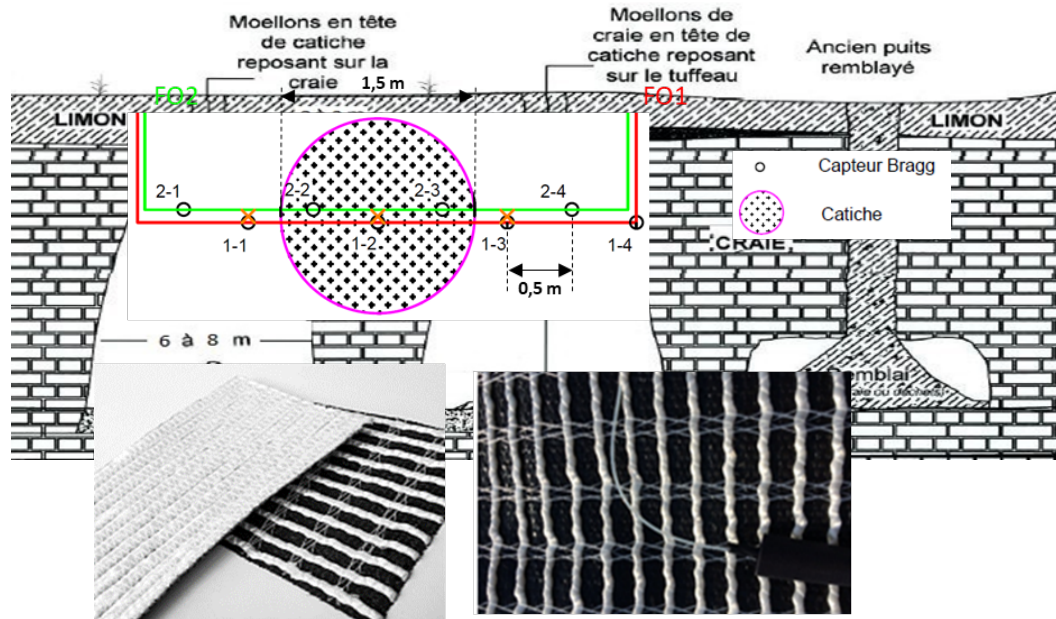 Moellons en tête
de catiche
reposant sur la
craie
Moellons de
craie en tête de
catiche reposant
sur le tuffeau
Ancien puits
remblayé
FO2
1,5 m
FO1
LIMON
LIMON
2-1
2-2
2-3
2-4
1-1
1-2
1-3
1-4
0,5 m
Capteur Bragg
Catiche
CRAIE
6 à 8 m
ou déchets)